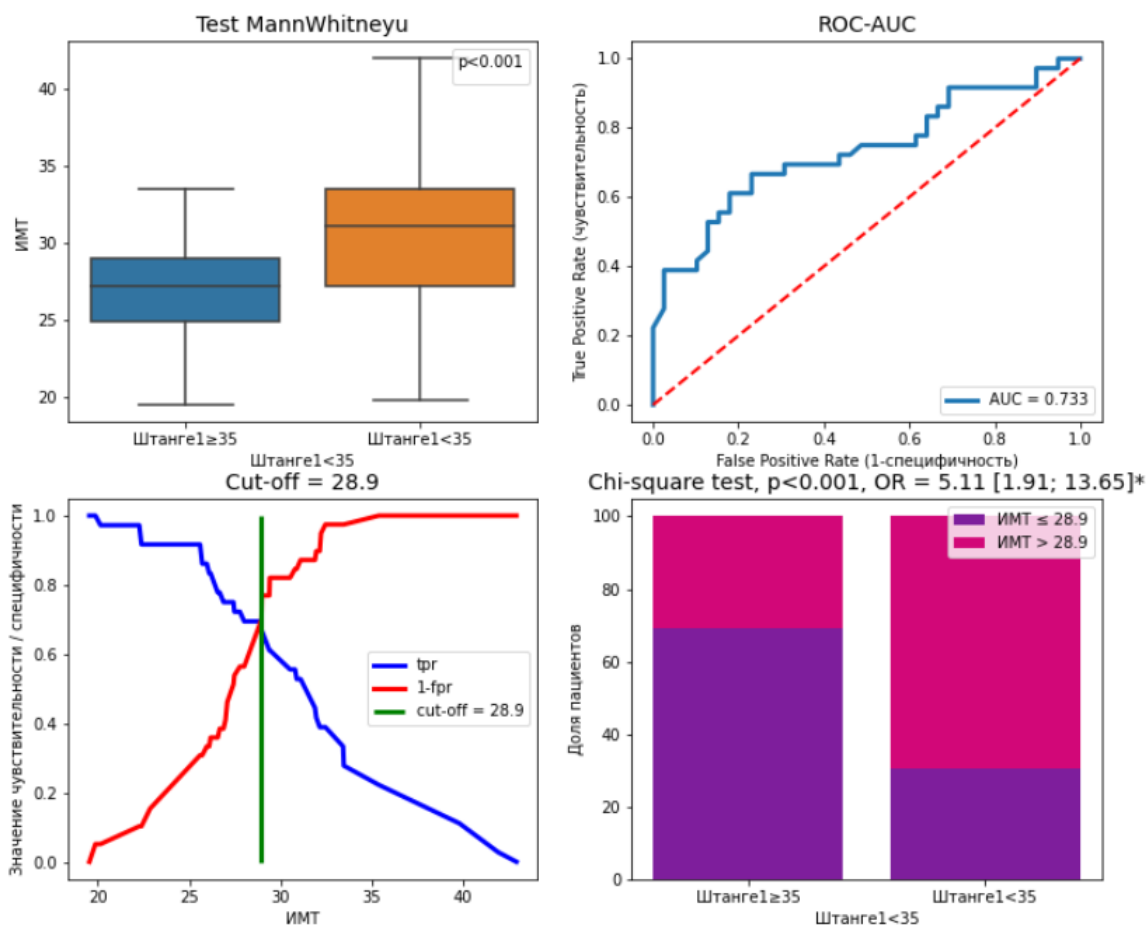 Test MannWhitneyu
p<0.001
40
35
30
25
20
ИМТ
Штанге1≥35
Штанге1<35
Штанге1<35
ROC-AUC
1.0
0.8
0.6
0.4
0.2
0.0
True Positive Rate (чувствительность)
AUC = 0.733
0.0
0.2
0.4
0.6
0.8
1.0
False Positive Rate (1-специфичность)
Cut-off = 28.9
1.0
0.8
0.6
0.4
0.2
0.0
Значение чувствительности / специфичности
tpr
1-fpr
cut-off = 28.9
20
25
30
35
40
ИМТ
Chi-square test, p<0.001, OR = 5.11 [1.91; 13.65]*
100
80
60
40
20
0
Доля пациентов
ИМТ ≤ 28.9
ИМТ > 28.9
Штанге1≥35
Штанге1<35
Штанге1<35